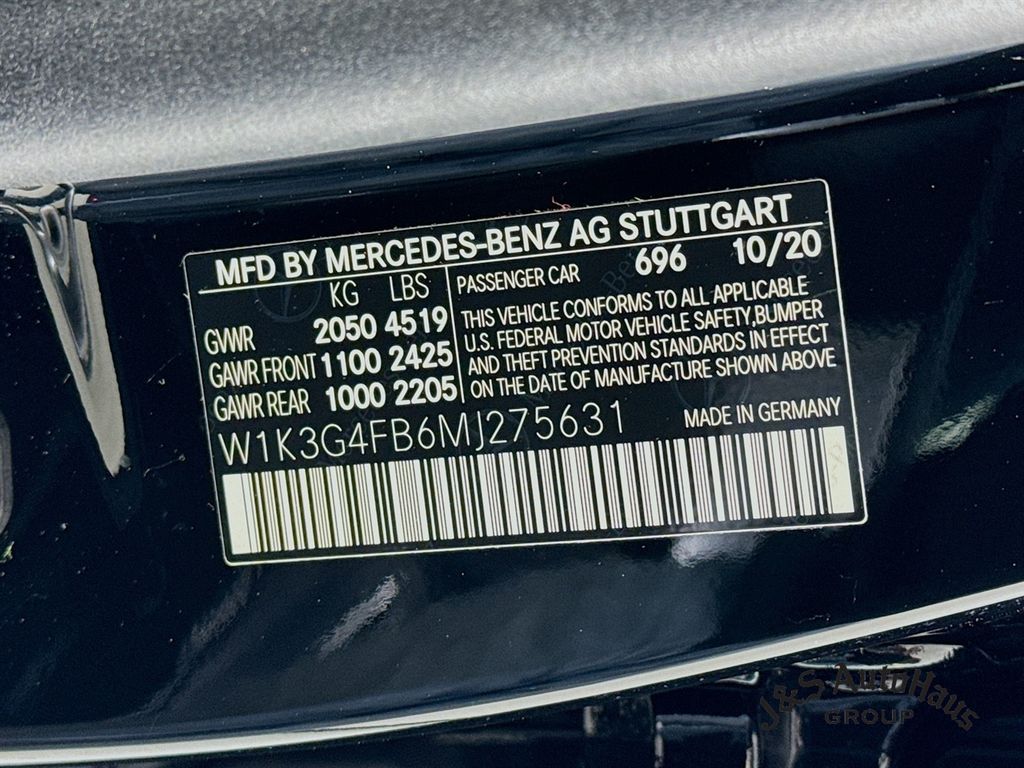 MFD BY MERCEDES-BENZ AG STUTTGART
KG LBS
GVWR 2050 4519
GAWR FRONT 1100 2425
GAWR REAR 1000 2205
PASSENGER CAR 696 10/20
THIS VEHICLE CONFORMS TO ALL APPLICABLE
U.S. FEDERAL MOTOR VEHICLE SAFETY,BUMPER
AND THEFT PREVENTION STANDARDS IN EFFECT
ON THE DATE OF MANUFACTURE SHOWN ABOVE
W1K3G4FB6MJ275631
MADE IN GERMANY
J&S AutoHaus
GROUP